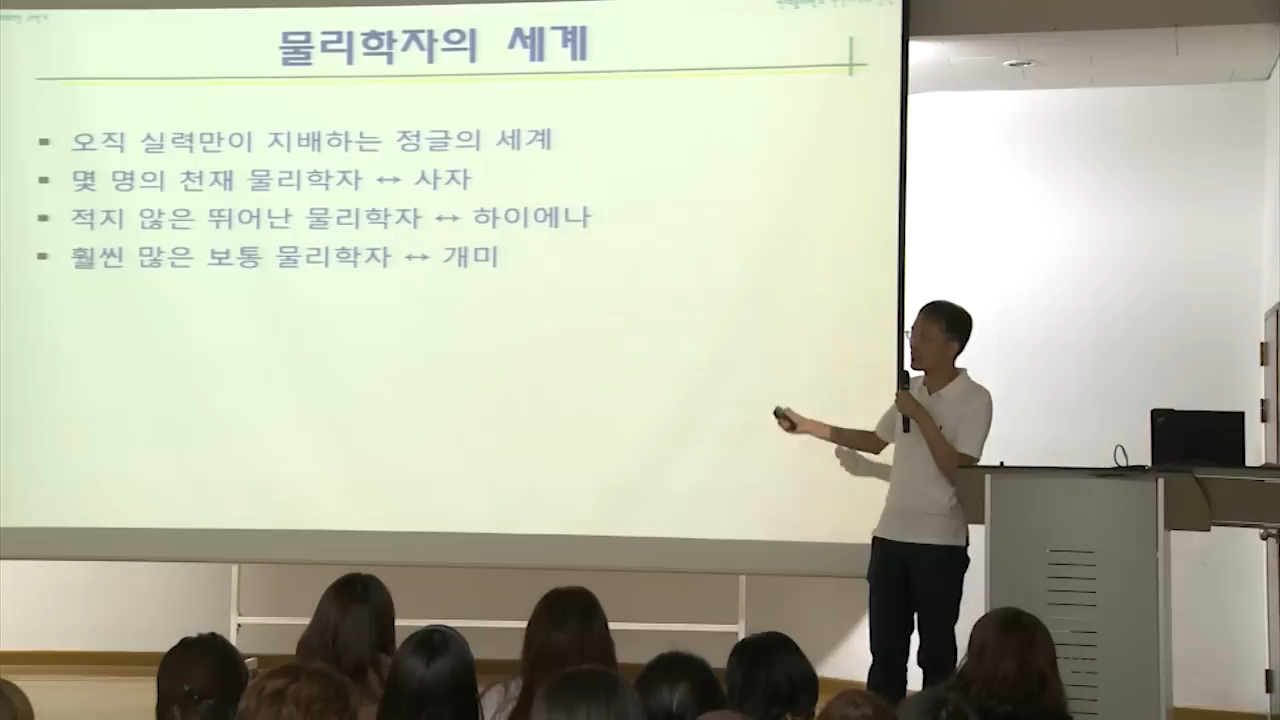 물리학자의 세계
오직 실력만이 지배하는 정글의 세계
몇 명의 천재 물리학자 ↔ 사자
적지 않은 뛰어난 물리학자 ↔ 하이에나
훨씬 많은 보통 물리학자 ↔ 개미